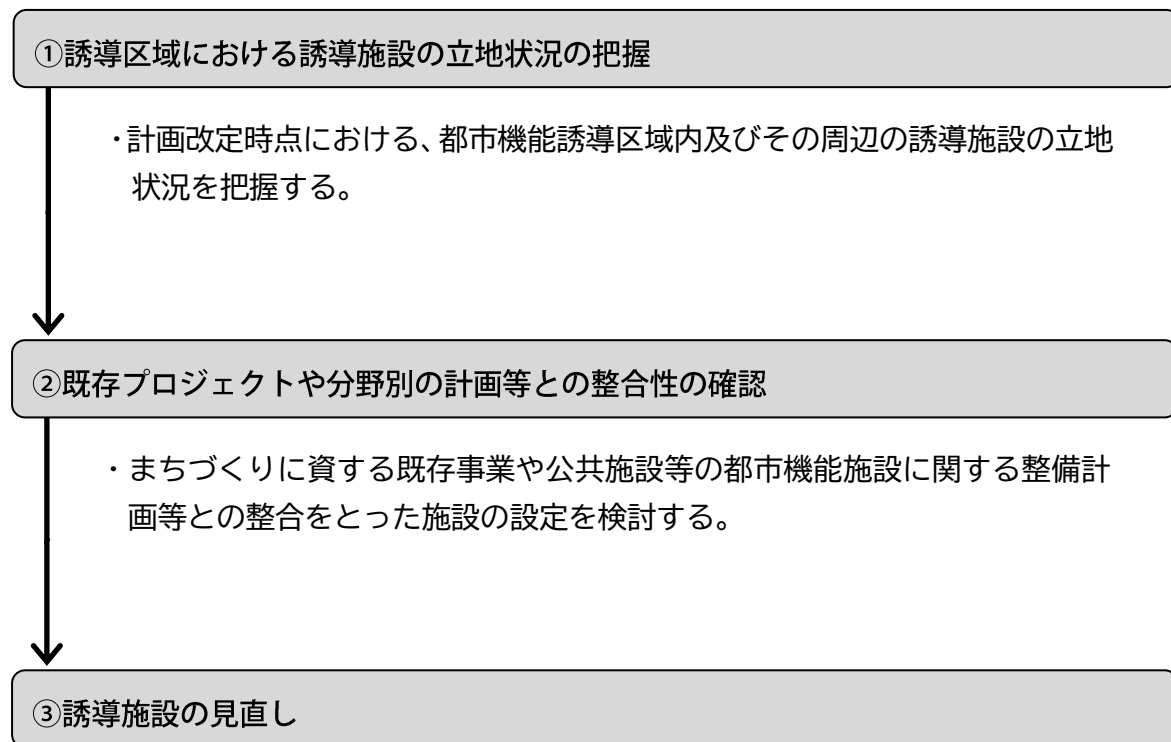 ①誘導区域における誘導施設の立地状況の把握
・計画改定時点における、都市機能誘導区域内及びその周辺の誘導施設の立地
状況を把握する。
②既存プロジェクトや分野別の計画等との整合性の確認
・まちづくりに資する既存事業や公共施設等の都市機能施設に関する整備計
画等との整合をとった施設の設定を検討する。
③誘導施設の見直し